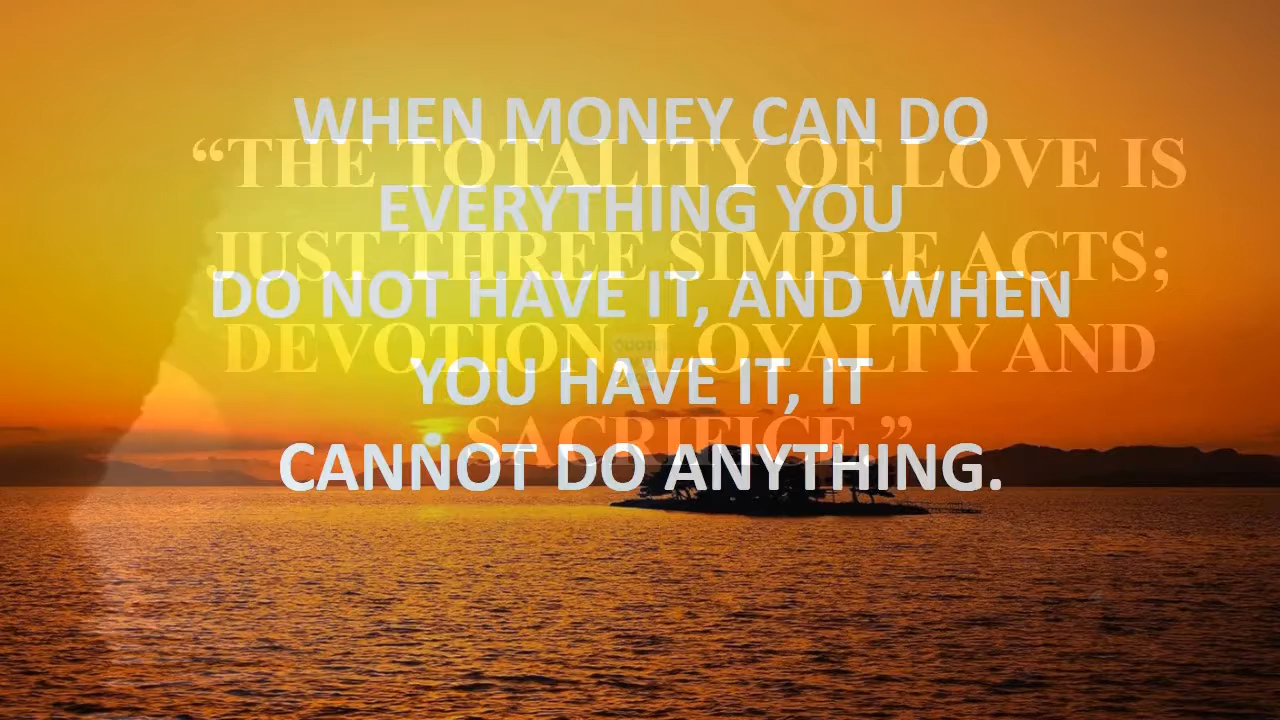 WHEN MONEY CAN DO
EVERYTHING YOU
DO NOT HAVE IT, AND WHEN
YOU HAVE IT, IT
CANNOT DO ANYTHING.
“THE TOTALITY OF LOVE IS
JUST THREE SIMPLE ACTS;
DEVOTION, LOYALTY AND
SACRIFICE.”
QUOTES